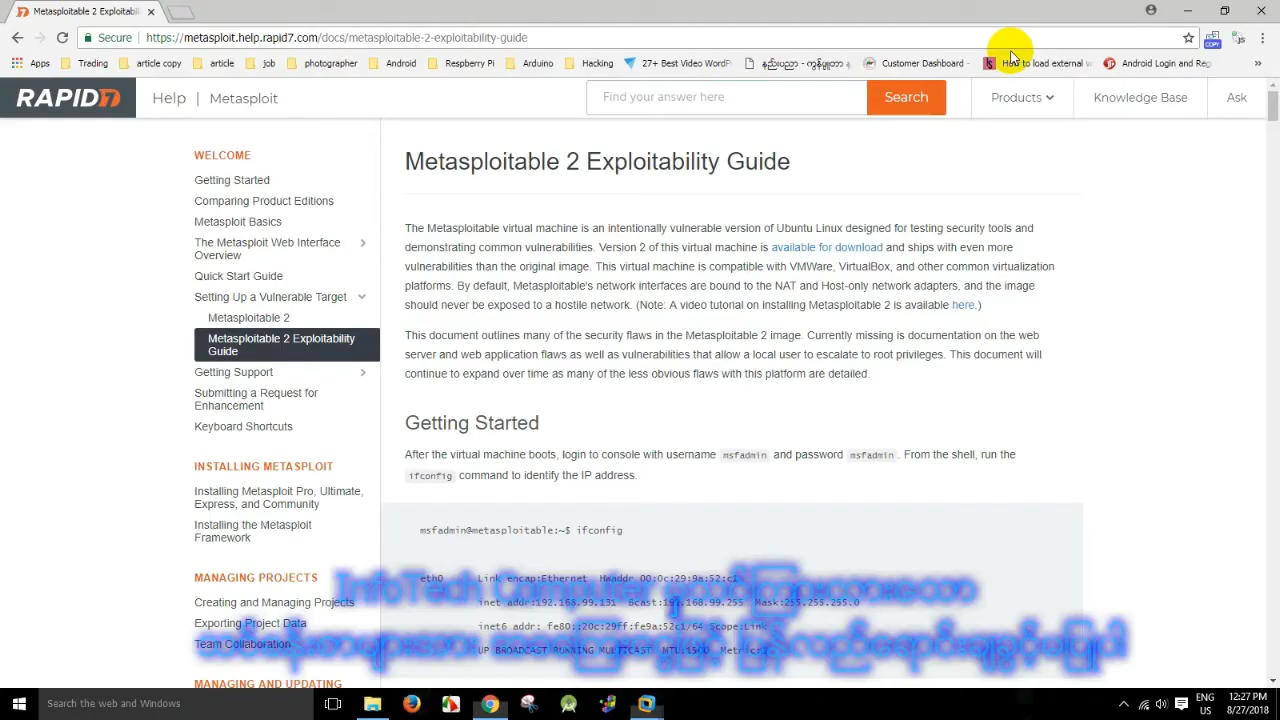 Metasploitable 2 Exploitabili
Secure
https://metasploit.help.rapid7.com/docs/metasploitable-2-exploitability-guide
COPY
Apps
Trading
article copy
article
job
photographer
Android
Respberry Pi
Arduino
Hacking
27+ Best Video WordP
နည်းပညာ - ကွန်ပျူတာ
Customer Dashboard -
How to load external w
Android Login and Reg
»
RAPID7
Help | Metasploit
Find your answer here
Search
Products
Knowledge Base
Ask
WELCOME
Getting Started
Comparing Product Editions
Metasploit Basics
The Metasploit Web Interface
Overview
Quick Start Guide
Setting Up a Vulnerable Target
Metasploitable 2
Metasploitable 2 Exploitability
Guide
Getting Support
Submitting a Request for
Enhancement
Keyboard Shortcuts
INSTALLING METASPLOIT
Installing Metasploit Pro, Ultimate,
Express, and Community
Installing the Metasploit
Framework
MANAGING PROJECTS
Creating and Managing Projects
Exporting Project Data
Team Collaboration
MANAGING AND UPDATING
Metasploitable 2 Exploitability Guide
The Metasploitable virtual machine is an intentionally vulnerable version of Ubuntu Linux designed for testing security tools and
demonstrating common vulnerabilities. Version 2 of this virtual machine is available for download and ships with even more
vulnerabilities than the original image. This virtual machine is compatible with VMWare, VirtualBox, and other common virtualization
platforms. By default, Metasploitable's network interfaces are bound to the NAT and Host-only network adapters, and the image
should never be exposed to a hostile network. (Note: A video tutorial on installing Metasploitable 2 is available here.)
This document outlines many of the security flaws in the Metasploitable 2 image. Currently missing is documentation on the web
server and web application flaws as well as vulnerabilities that allow a local user to escalate to root privileges. This document will
continue to expand over time as many of the less obvious flaws with this platform are detailed.
Getting Started
After the virtual machine boots, login to console with username msfadmin and password msfadmin . From the shell, run the
ifconfig command to identify the IP address.
msfadmin@metasploitable:~$ ifconfig
eth0 Link encap:Ethernet HWaddr 00:0c:29:9a:52:c1
inet addr:192.168.99.131 Bcast:192.168.99.255 Mask:255.255.255.0
inet6 addr: fe80::20c:29ff:fe9a:52c1/64 Scope:Link
UP BROADCAST RUNNING MULTICAST MTU:1500 Metric:1
InfoTech Computer
Search the web and Windows
ENG
US
12:27 PM
8/27/2018